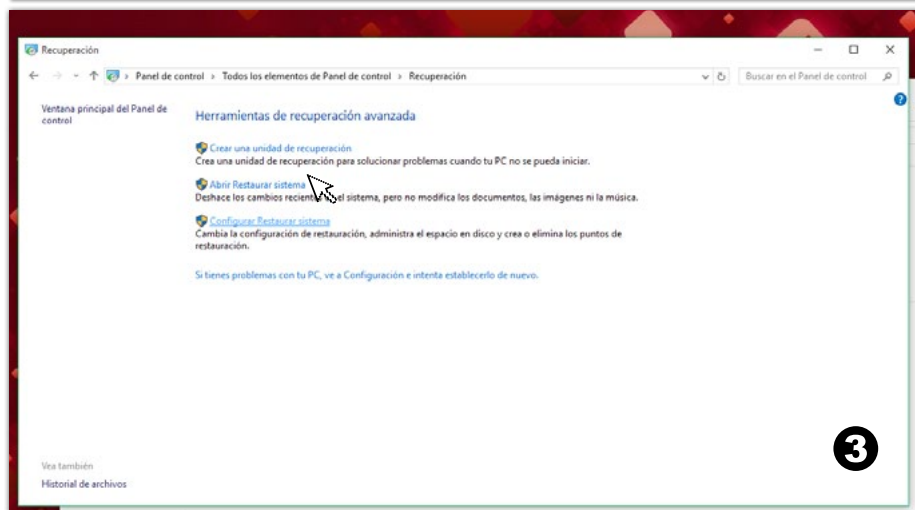 Recuperación
Panel de control > Todos los elementos de Panel de control > Recuperación
Buscar en el Panel de control
Ventana principal del Panel de
control
Herramientas de recuperación avanzada
Crear una unidad de recuperación
Crea una unidad de recuperación para solucionar problemas cuando tu PC no se pueda iniciar.
Abrir Restaurar sistema
Deshace los cambios recientes el sistema, pero no modifica los documentos, las imágenes ni la música.
Configurar Restaurar sistema
Cambia la configuración de restauración, administra el espacio en disco y crea o elimina los puntos de
restauración.
Si tienes problemas con tu PC, ve a Configuración e intenta establecerlo de nuevo.
Vea también
Historial de archivos
3